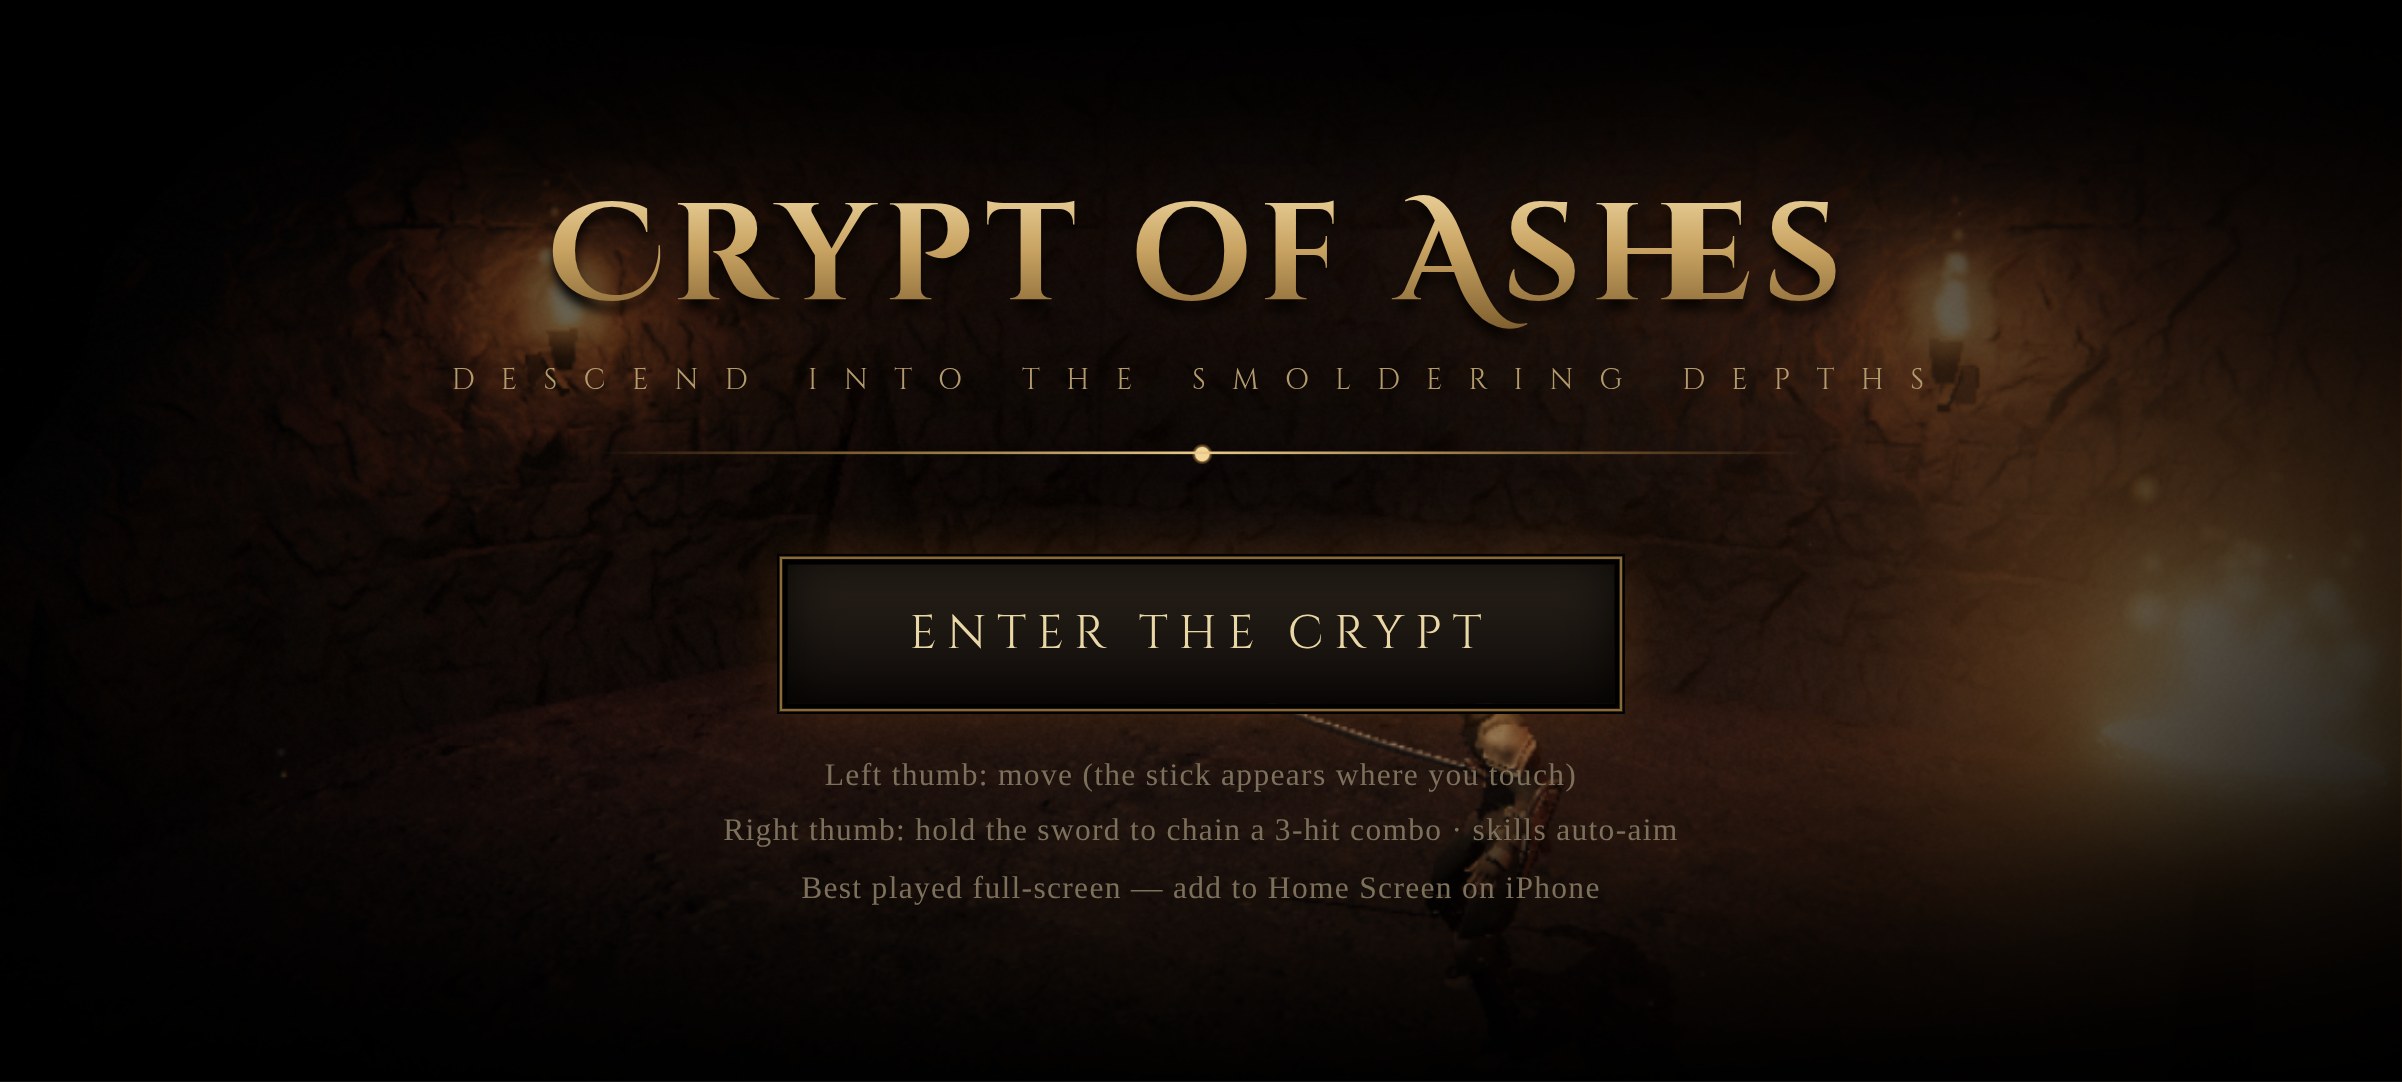 CRYPT OF ASHES
DESCEND INTO THE SMOLDERING DEPTHS
ENTER THE CRYPT
Left thumb: move (the stick appears where you touch)
Right thumb: hold the sword to chain a 3-hit combo · skills auto-aim
Best played full-screen — add to Home Screen on iPhone